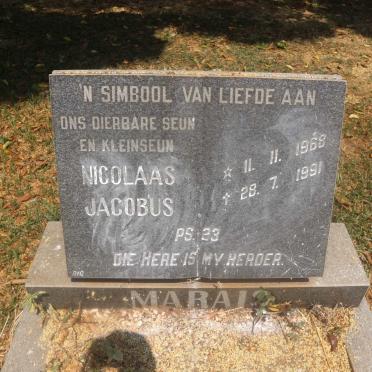 'N SIMBOOL VAN LIEFDE AAN
ONS DIERBARE SEUN
EN KLEINSEUN
NICOLAAS ☆ 11. 11. 1968
JACOBUS ✝ 28. 7. 1991
PS. 23
DIE HERE IS MY HERDER.
MARAIS